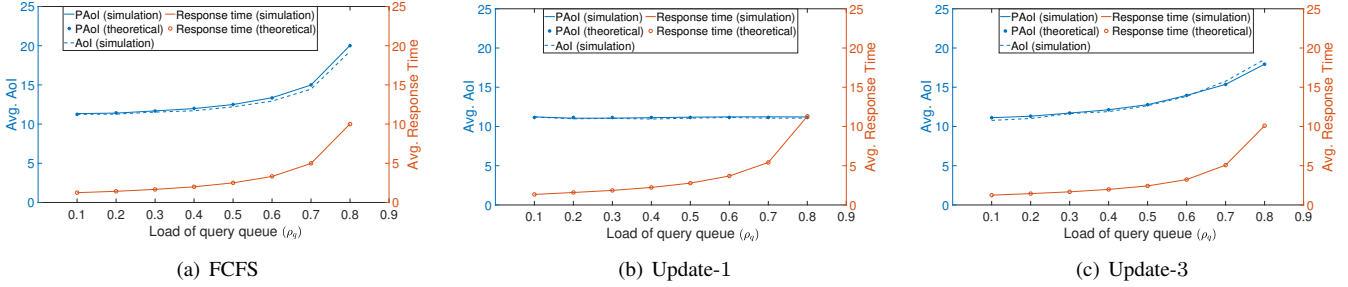 PAoI (simulation)
Response time (simulation)
PAoI (theoretical)
Response time (theoretical)
AoI (simulation)
Avg. AoI
25
20
15
10
5
0
Avg. Response Time
25
20
15
10
5
0
0.1 0.2 0.3 0.4 0.5 0.6 0.7 0.8 0.9
Load of query queue (ρq)
(a) FCFS
PAoI (simulation)
Response time (simulation)
PAoI (theoretical)
Response time (theoretical)
AoI (simulation)
Avg. AoI
25
20
15
10
5
0
Avg. Response Time
25
20
15
10
5
0
0.1 0.2 0.3 0.4 0.5 0.6 0.7 0.8 0.9
Load of query queue (ρq)
(b) Update-1
PAoI (simulation)
Response time (simulation)
PAoI (theoretical)
Response time (theoretical)
AoI (simulation)
Avg. AoI
25
20
15
10
5
0
Avg. Response Time
25
20
15
10
5
0
0.1 0.2 0.3 0.4 0.5 0.6 0.7 0.8 0.9
Load of query queue (ρq)
(c) Update-3